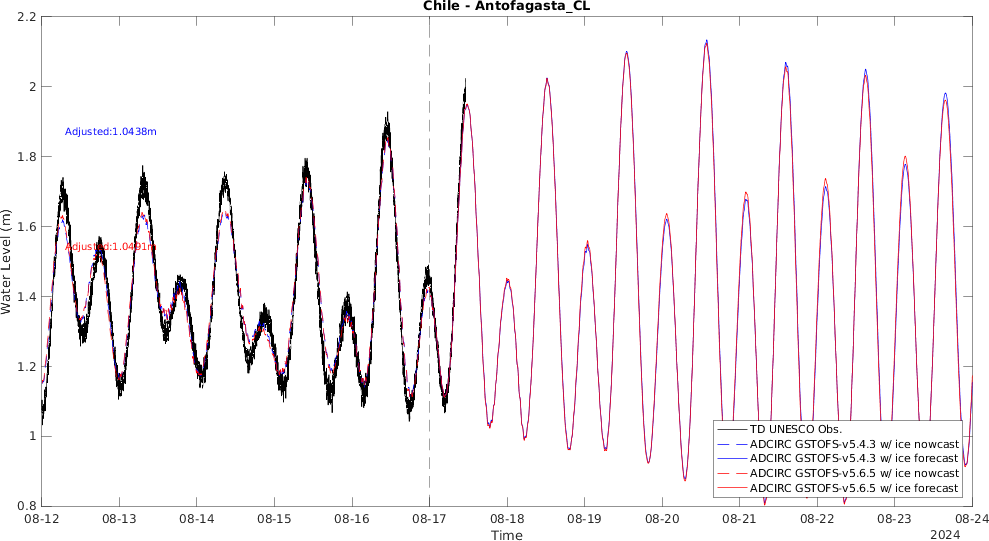 Chile - Antofagasta_CL
2.2
2
1.8
1.6
1.4
1.2
1
0.8
Water Level (m)
Adjusted:1.0438m
Adjusted:1.0491m
TD UNESCO Obs.
ADCIRC GSTOFS-v5.4.3 w/ ice nowcast
ADCIRC GSTOFS-v5.4.3 w/ ice forecast
ADCIRC GSTOFS-v5.6.5 w/ ice nowcast
ADCIRC GSTOFS-v5.6.5 w/ ice forecast
08-12 08-13 08-14 08-15 08-16 08-17 08-18 08-19 08-20 08-21 08-22 08-23 08-24
Time
2024